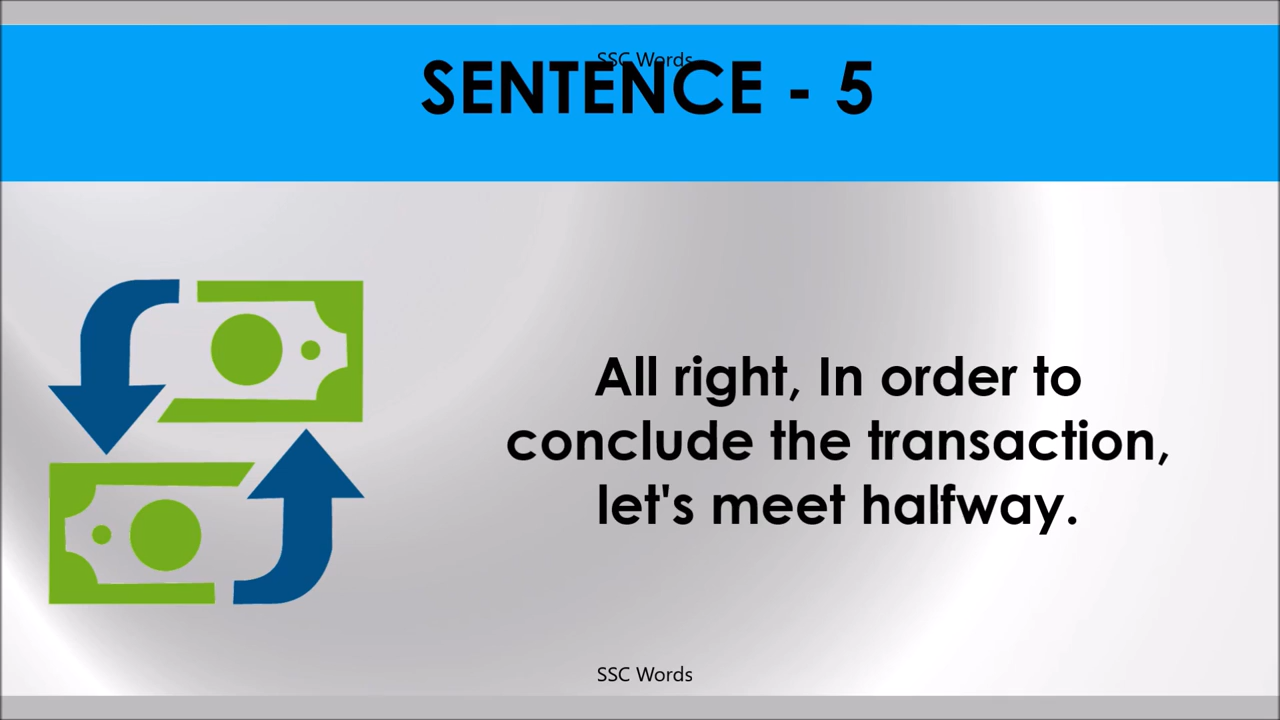 SSC Words
SENTENCE - 5
All right, In order to
conclude the transaction,
let's meet halfway.
SSC Words